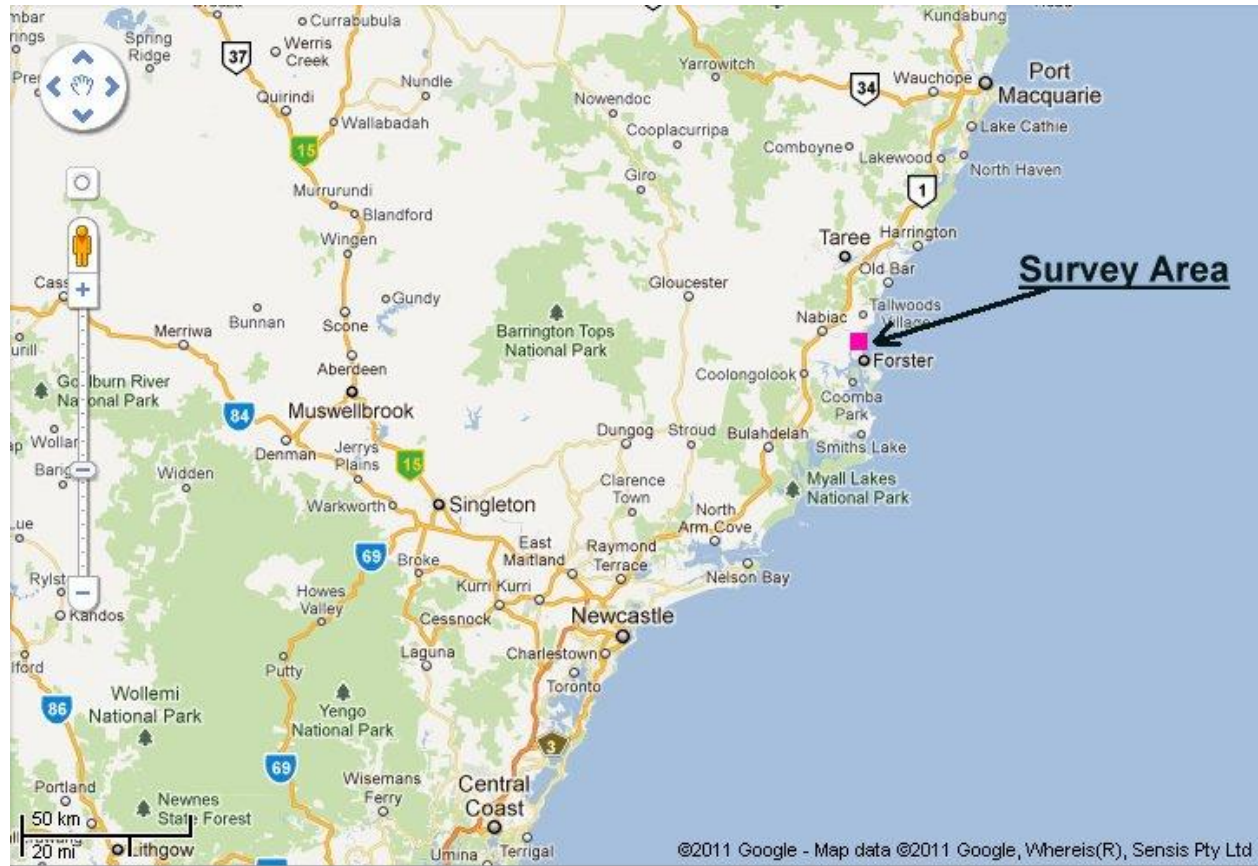 Currabubula
Kundabung
Spring
Ridge
37
Werris
Creek
Yarrowitch
34
Wauchope
Port
Macquarie
Nundle
Quirindi
Nowendoc
Wallabadah
Cooplacurripa
Lake Cathie
15
Comboyne
Lakewood
North Haven
Giro
1
Murrurundi
Blandford
Wingen
Taree
Harrington
Old Bar
Survey Area
Gloucester
Gundy
Tallwoods
Village
Bunnan
Scone
Nabiac
Merriwa
Barrington Tops
National Park
Forster
Aberdeen
Coolongolook
Goulburn River
National Park
Coomba
Park
84
Muswellbrook
Dungog
Stroud
Bulahdelah
Smiths Lake
Denman
Jerrys
Plains
15
Widden
Clarence
Town
Myall Lakes
National Park
Warkworth
Singleton
North
Arm Cove
East
Maitland
Raymond
Terrace
69
Broke
Nelson Bay
Kurri Kurri
Howes
Valley
Kandos
Cessnock
Newcastle
Laguna
Charlestown
Putty
Toronto
Wollemi
National Park
86
Yengo
National Park
3
69
Wisemans
Ferry
Central
Coast
Portland
Newnes
State Forest
50 km
20 mi
Lithgow
Umina
Terrigal
©2011 Google - Map data ©2011 Google, Whereis(R), Sensis Pty Ltd